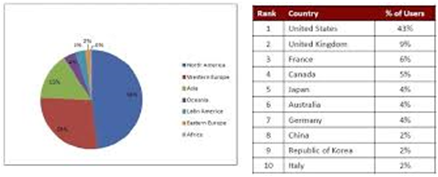 2%
North America
Western Europe
Asia
Oceania
Latin America
Eastern Europe
Africa
Rank Country % of Users
1 United States 43%
2 United Kingdom 9%
3 France 6%
4 Canada 5%
5 Japan 4%
6 Australia 4%
7 Germany 4%
8 China 2%
9 Republic of Korea 2%
10 Italy 2%